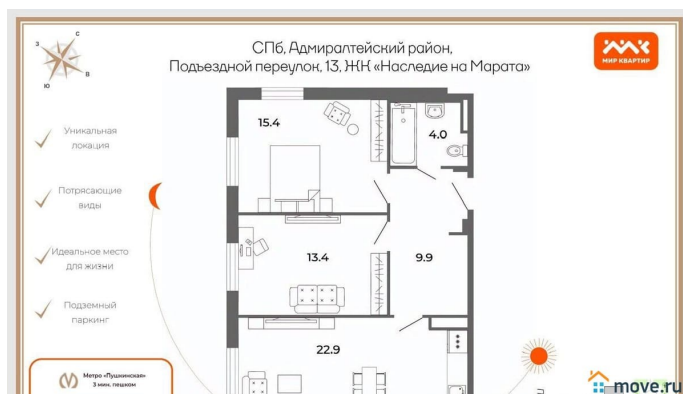 СПб, Адмиралтейский район,
Подъездной переулок, 13, ЖК «Наследие на Марата»
МИР КВАРТИР
С
З
В
Ю
Уникальная
локация
Потрясающие
виды
Идеальное место
для жизни
Подземный
паркинг
15.4
4.0
13.4
9.9
22.9
Метро «Пушкинская»
3 мин. пешком
move.ru